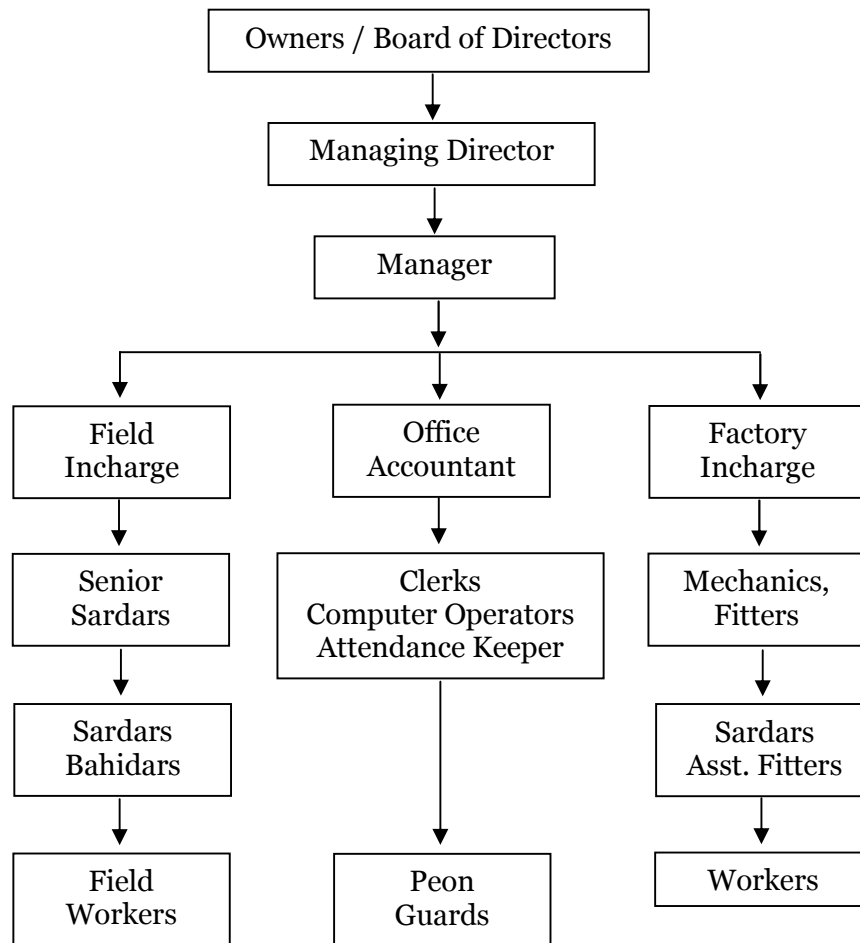 Owners / Board of Directors
Managing Director
Manager
Field
Incharge
Office
Accountant
Factory
Incharge
Senior
Sardars
Clerks
Computer Operators
Attendance Keeper
Mechanics,
Fitters
Sardars
Bahidars
Sardars
Asst. Fitters
Field
Workers
Peon
Guards
Workers